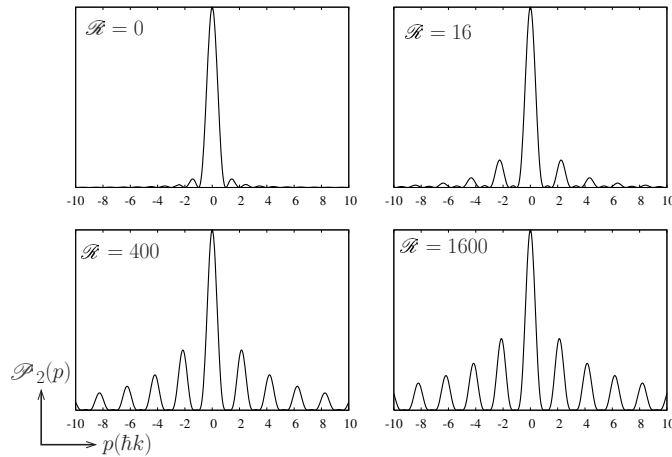 𝓡 = 0
𝓡 = 16
-10 -8 -6 -4 -2 0 2 4 6 8 10
-10 -8 -6 -4 -2 0 2 4 6 8 10
𝓡 = 400
𝓡 = 1600
𝒫₂(p)
-10 -8 -6 -4 -2 0 2 4 6 8 10
-10 -8 -6 -4 -2 0 2 4 6 8 10
p(ℏk)